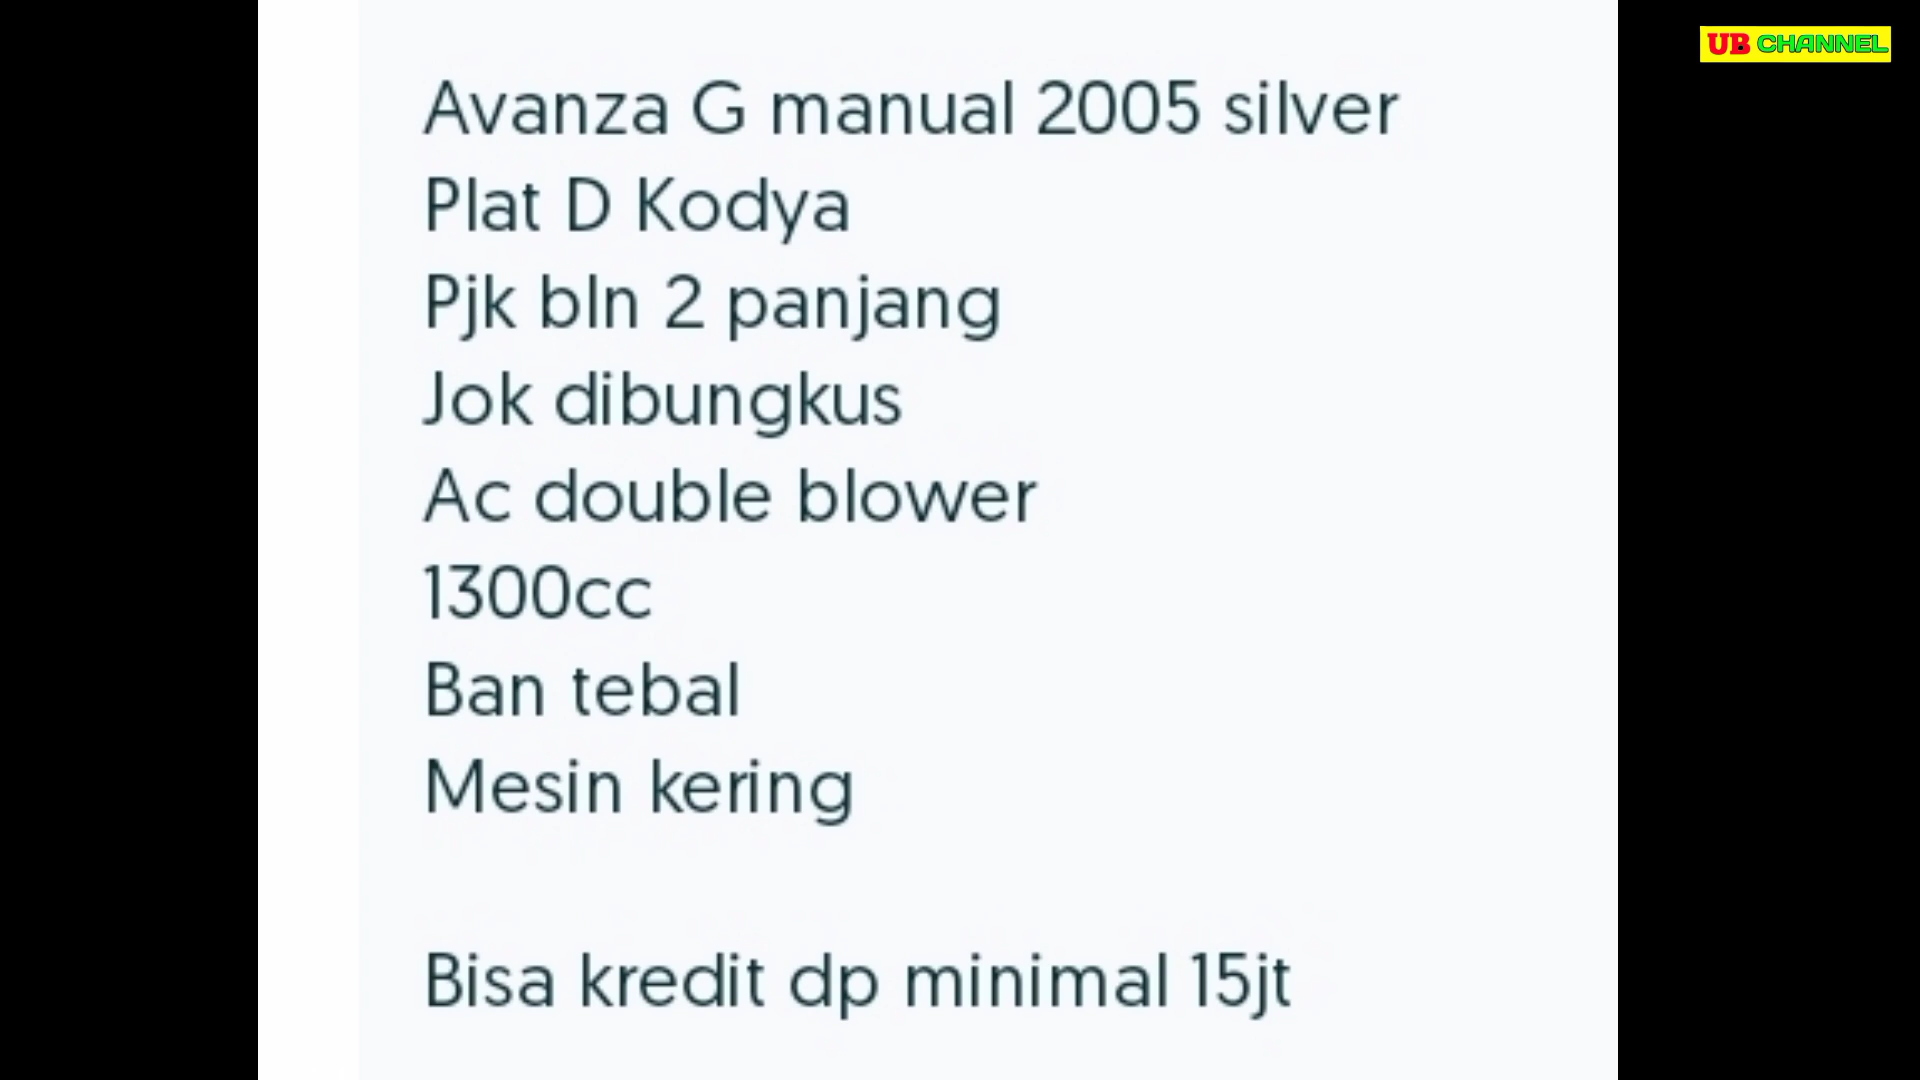 UB CHANNEL
Avanza G manual 2005 silver
Plat D Kodya
Pjk bln 2 panjang
Jok dibungkus
Ac double blower
1300cc
Ban tebal
Mesin kering
Bisa kredit dp minimal 15jt